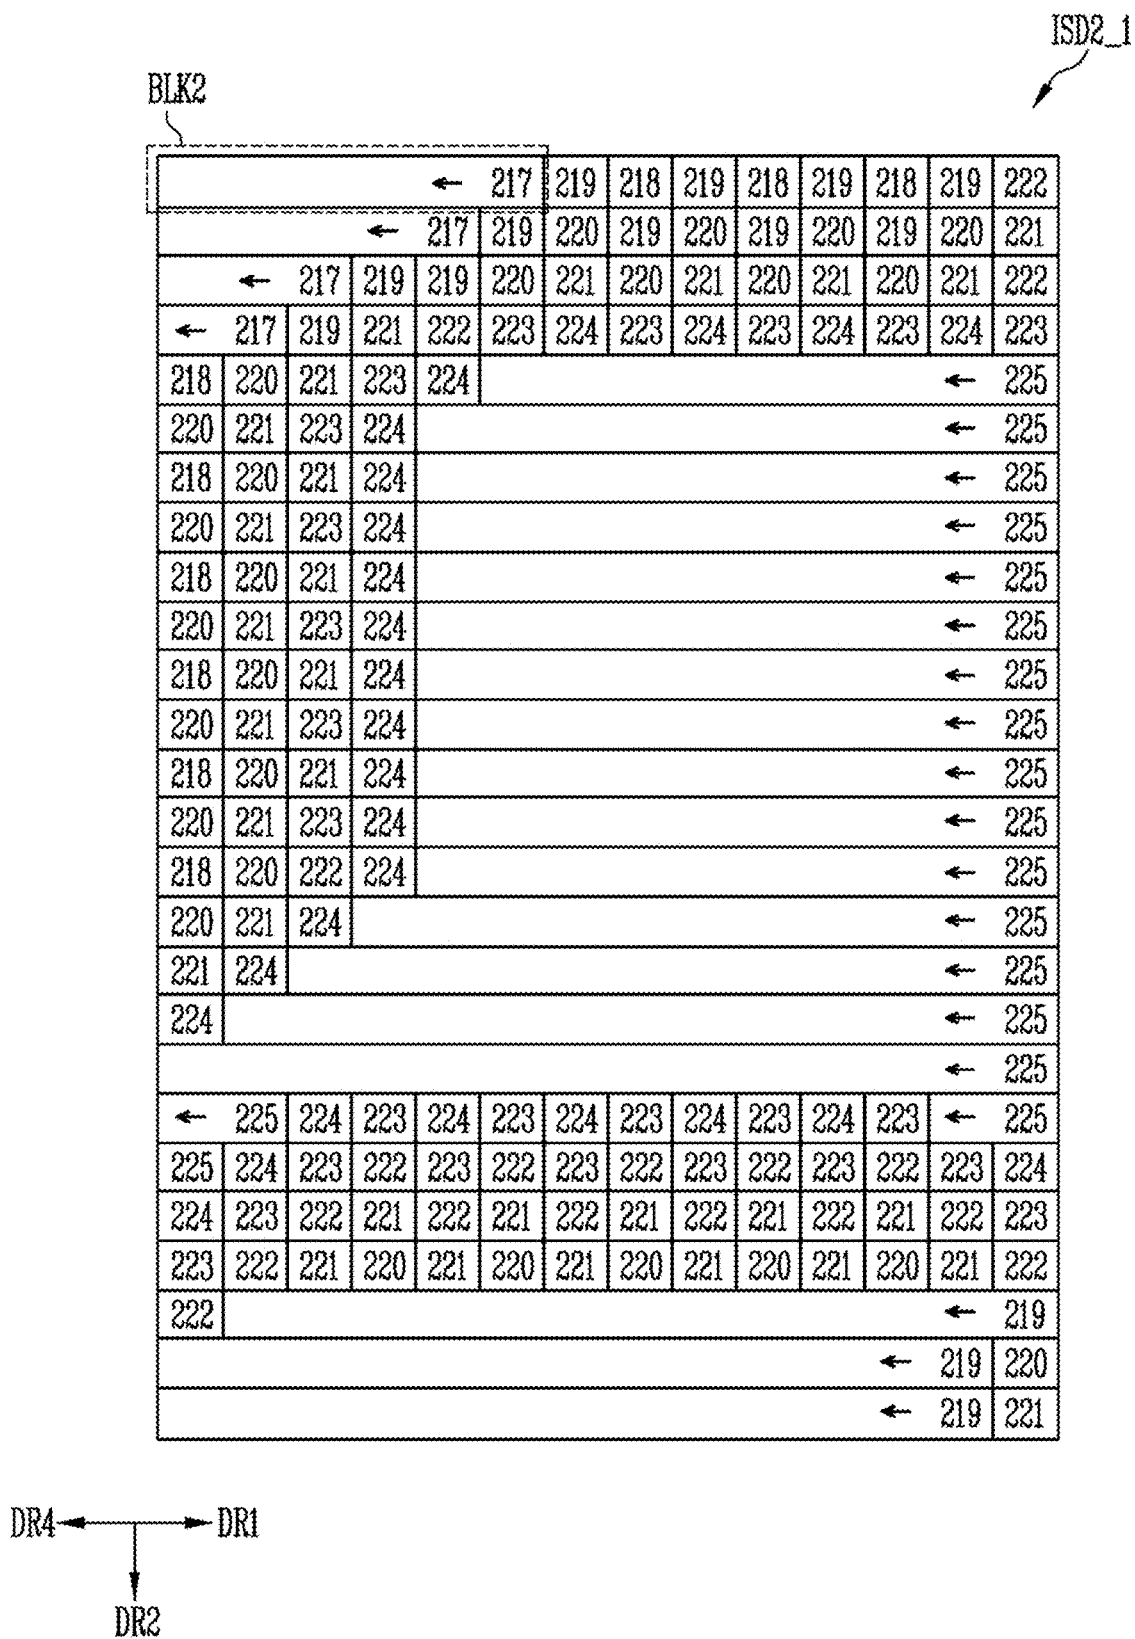 ISD2_1
BLK2
← 217 219 218 219 218 219 218 219 222
← 217 219 220 219 220 219 220 219 220 221
← 217 219 219 220 221 220 221 220 221 220 221 222
← 217 219 221 222 223 224 223 224 223 224 223 224 223
218 220 221 223 224 ← 225
220 221 223 224 ← 225
218 220 221 224 ← 225
220 221 223 224 ← 225
218 220 221 224 ← 225
220 221 223 224 ← 225
218 220 221 224 ← 225
220 221 223 224 ← 225
218 220 221 224 ← 225
220 221 223 224 ← 225
218 220 222 224 ← 225
220 221 224 ← 225
221 224 ← 225
224 ← 225
← 225
← 225 224 223 224 223 224 223 224 223 224 223 ← 225
225 224 223 222 223 222 223 222 223 222 223 222 223 224
224 223 222 221 222 221 222 221 222 221 222 221 222 223
223 222 221 220 221 220 221 220 221 220 221 220 221 222
222 ← 219
← 219 220
← 219 221
DR4 DR1
DR2